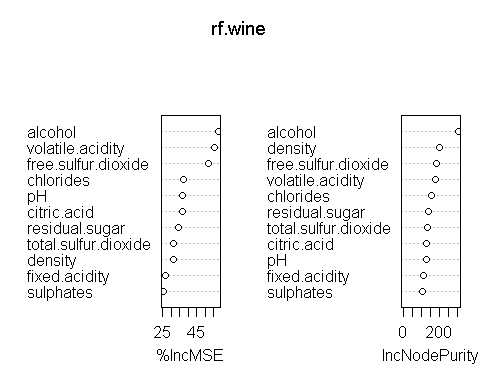 rf.wine
alcohol
volatile.acidity
free.sulfur.dioxide
chlorides
pH
citric.acid
residual.sugar
total.sulfur.dioxide
density
fixed.acidity
sulphates
25 45
%IncMSE
alcohol
density
free.sulfur.dioxide
volatile.acidity
chlorides
residual.sugar
total.sulfur.dioxide
citric.acid
pH
fixed.acidity
sulphates
0 200
IncNodePurity